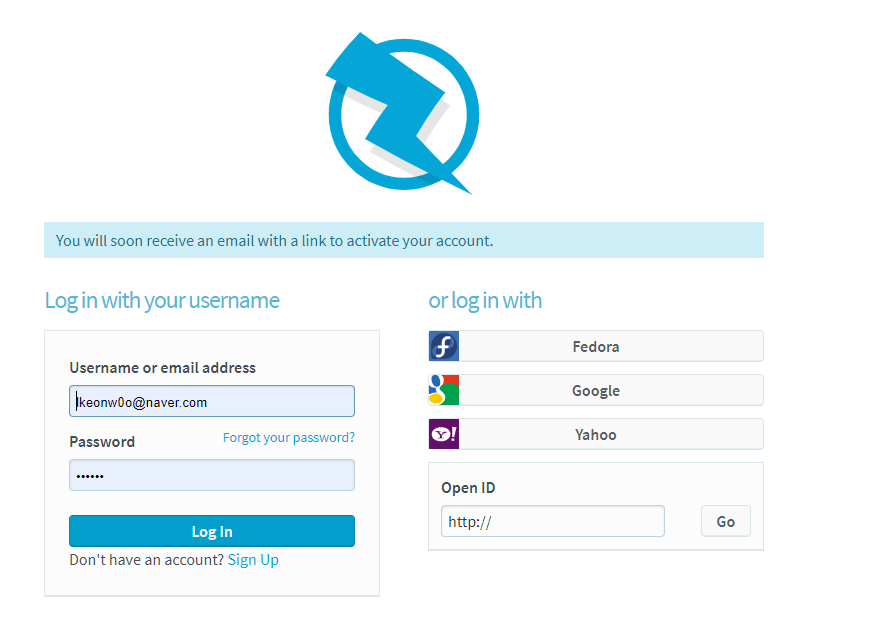 You will soon receive an email with a link to activate your account.
Log in with your username
Username or email address
lkeonw0o@naver.com
Password
Forgot your password?
••••••
Log In
Don't have an account? Sign Up
or log in with
Fedora
Google
Yahoo
Open ID
http://
Go